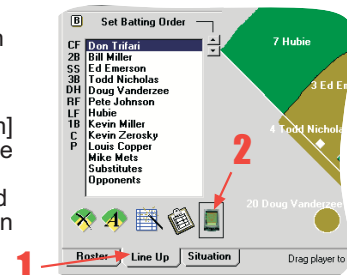 B Set Batting Order
CF Don Trifari
2B Bill Miller
SS Ed Emerson
3B Todd Nicholas
DH Doug Vanderzee
RF Pete Johnson
LF Hubie
1B Kevin Miller
C Kevin Zerosky
P Louis Copper
Mike Mets
Substitutes
Opponents
7 Hubie
3 Ed E
4 Todd Nichola
20 Doug Vanderzee
2
A
1
Roster Line Up Situation
Drag player to
n
n]
e
d
n